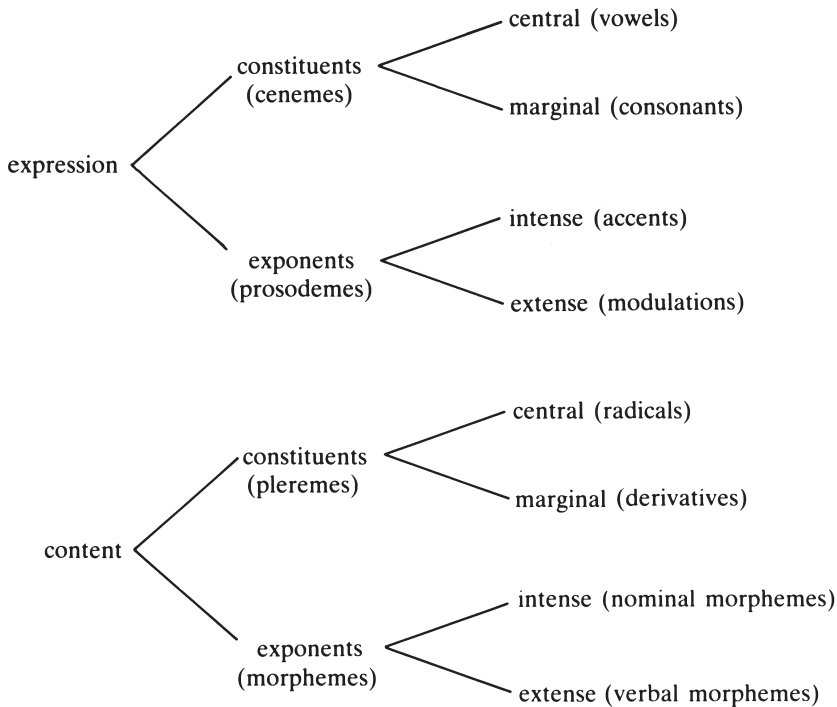 central (vowels)
constituents
(cenemes)
marginal (consonants)
expression
intense (accents)
exponents
(prosodemes)
extense (modulations)
central (radicals)
constituents
(pleremes)
marginal (derivatives)
content
intense (nominal morphemes)
exponents
(morphemes)
extense (verbal morphemes)